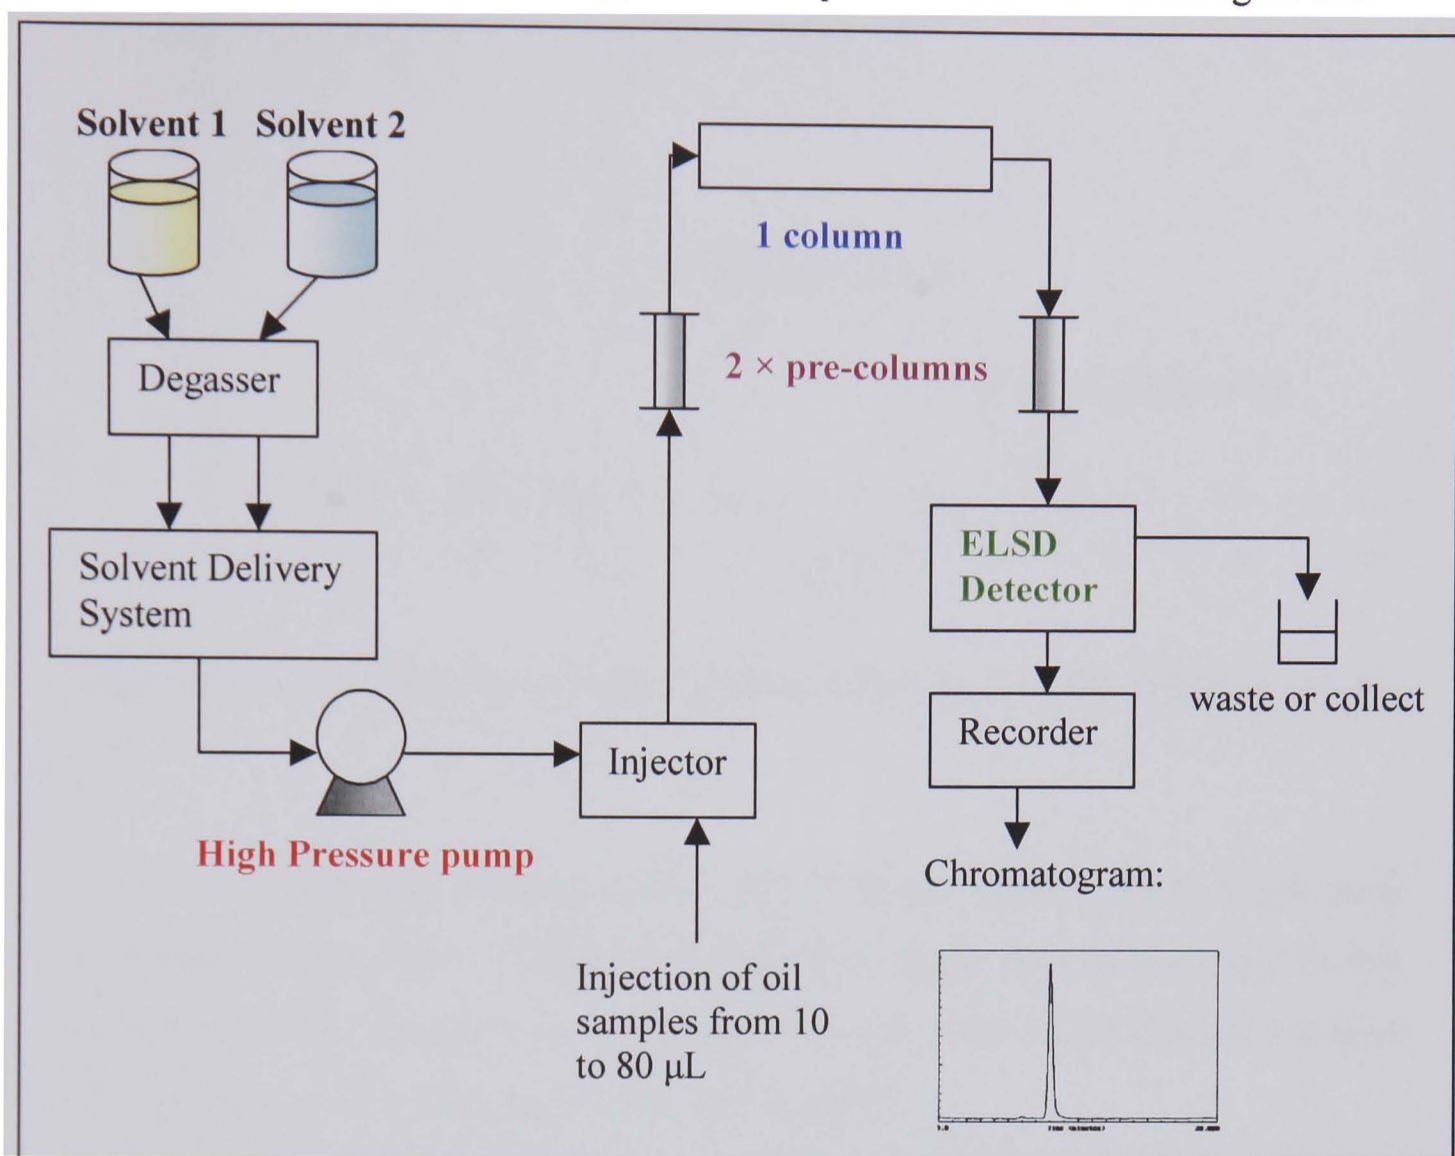 Solvent 1 Solvent 2
Degasser
Solvent Delivery
System
High Pressure pump
Injector
Injection of oil
samples from 10
to 80 μL
1 column
2 × pre-columns
ELSD
Detector
waste or collect
Recorder
Chromatogram: